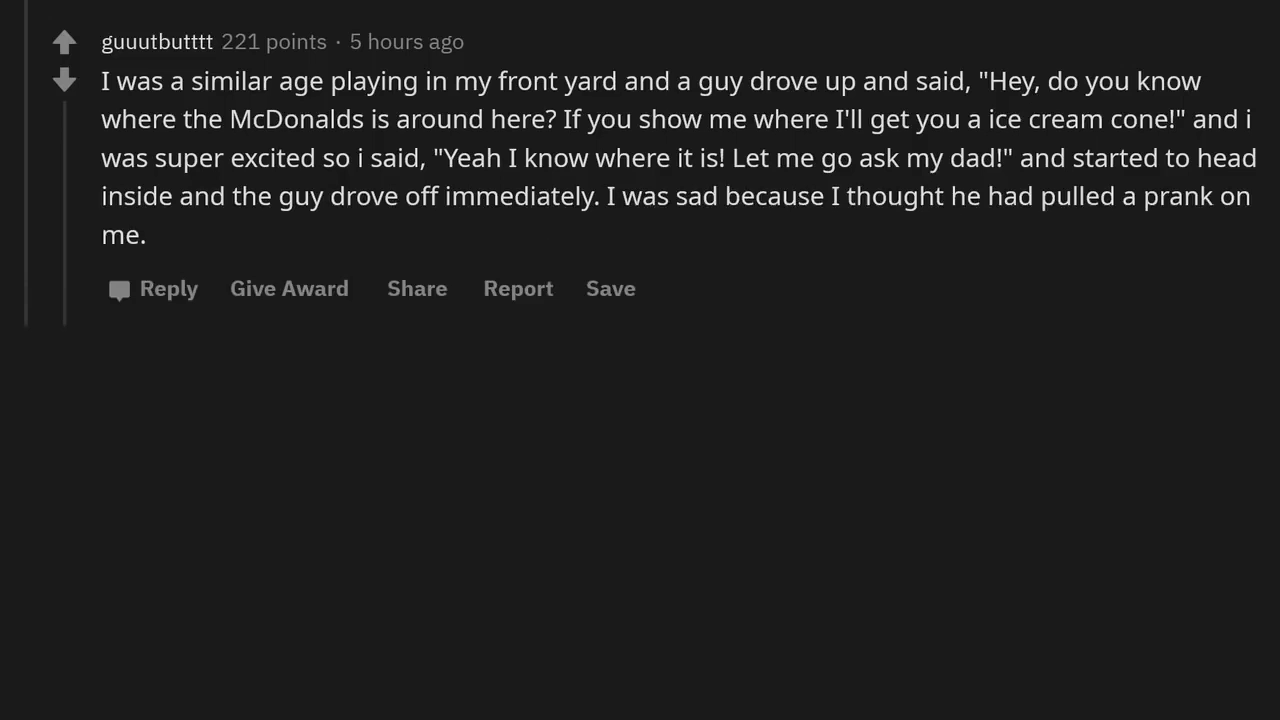 guuutbutttt 221 points · 5 hours ago
I was a similar age playing in my front yard and a guy drove up and said, "Hey, do you know
where the McDonalds is around here? If you show me where I'll get you a ice cream cone!" and i
was super excited so i said, "Yeah I know where it is! Let me go ask my dad!" and started to head
inside and the guy drove off immediately. I was sad because I thought he had pulled a prank on
me.
Reply Give Award Share Report Save